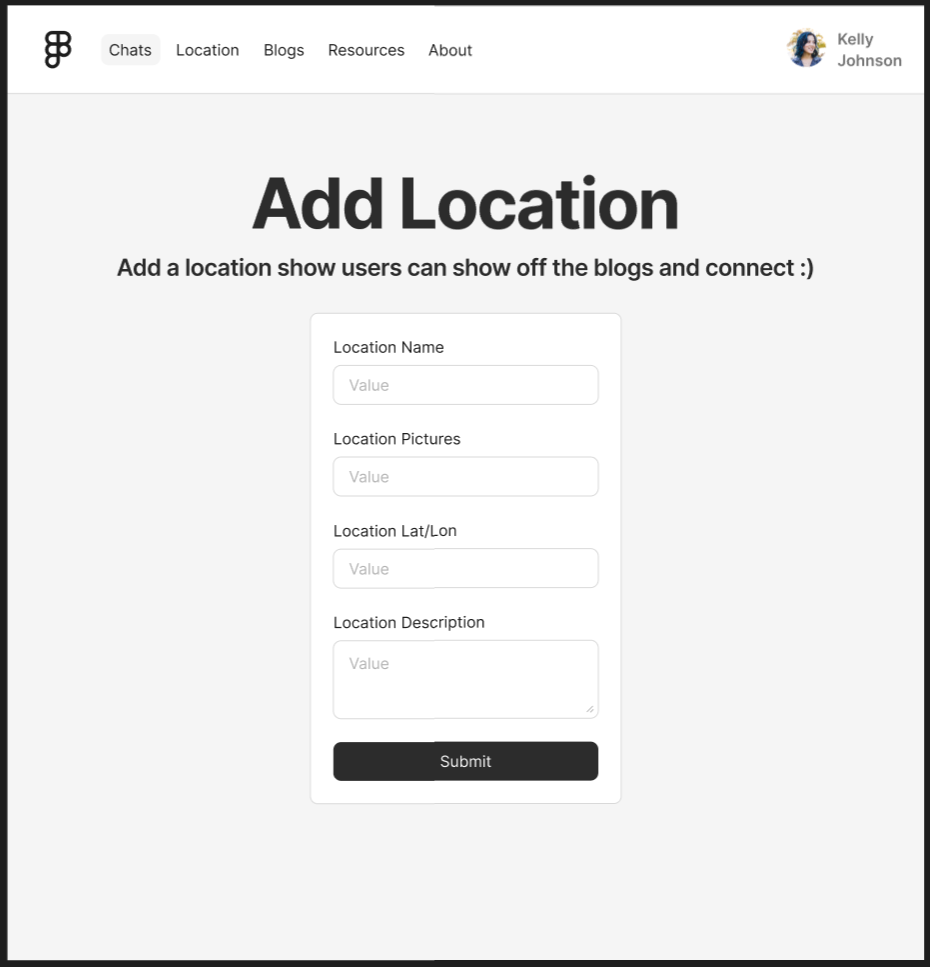 Chats Location Blogs Resources About
Kelly
Johnson
Add Location
Add a location show users can show off the blogs and connect :)
Location Name
Value
Location Pictures
Value
Location Lat/Lon
Value
Location Description
Value
Submit